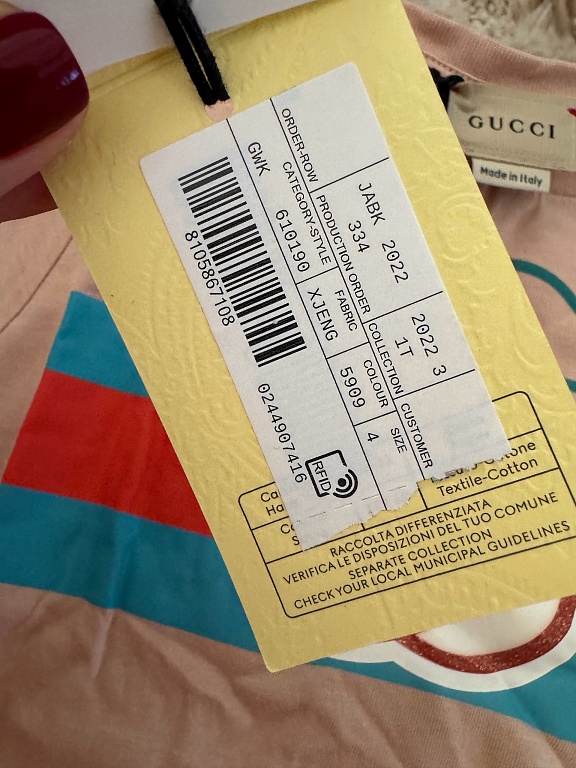 GUCCI
Made in Italy
ORDER-ROW
JABK 2022
334
PRODUCTION ORDER
2022 3
COLLECTION
1T
CUSTOMER
CATEGORY-STYLE
GWK 610190
FABRIC
XJENG
COLOUR
5909
SIZE
4
8105867108
0244907416
RFID
Textile-Cotton
RACCOLTA DIFFERENZIATA
VERIFICA LE DISPOSIZIONI DEL TUO COMUNE
SEPARATE COLLECTION
CHECK YOUR LOCAL MUNICIPAL GUIDELINES